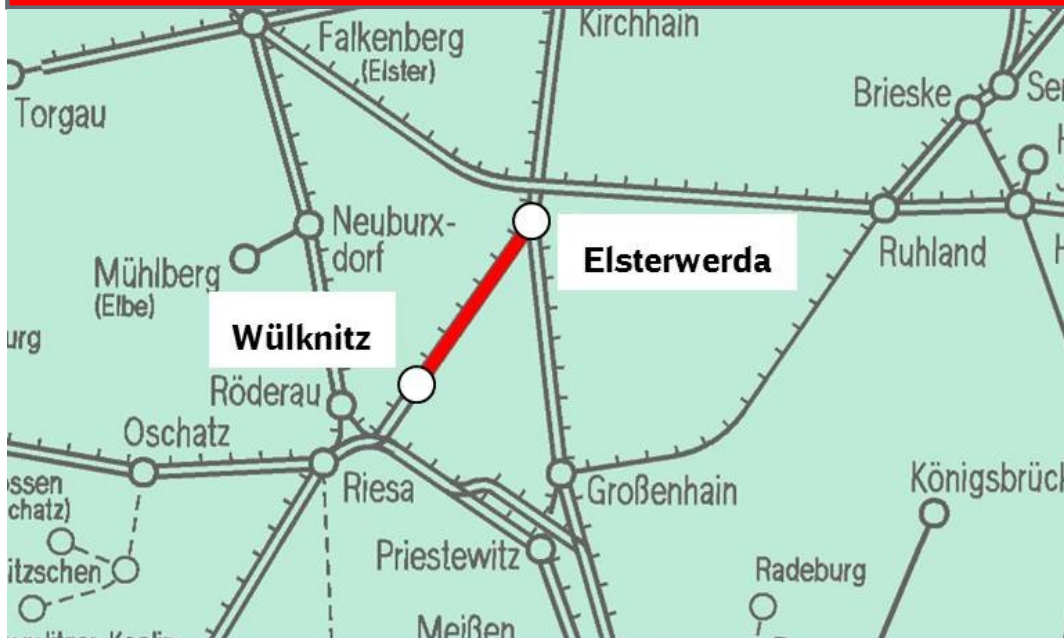 Kirchhain
Falkenberg
(Elster)
Torgau
Brieske
Neuburx-
dorf
Mühlberg
(Elbe)
Elsterwerda
Ruhland
Wülknitz
Röderau
Oschatz
Riesa
Großenhain
Königsbrück
Priestewitz
Radeburg
Meißen